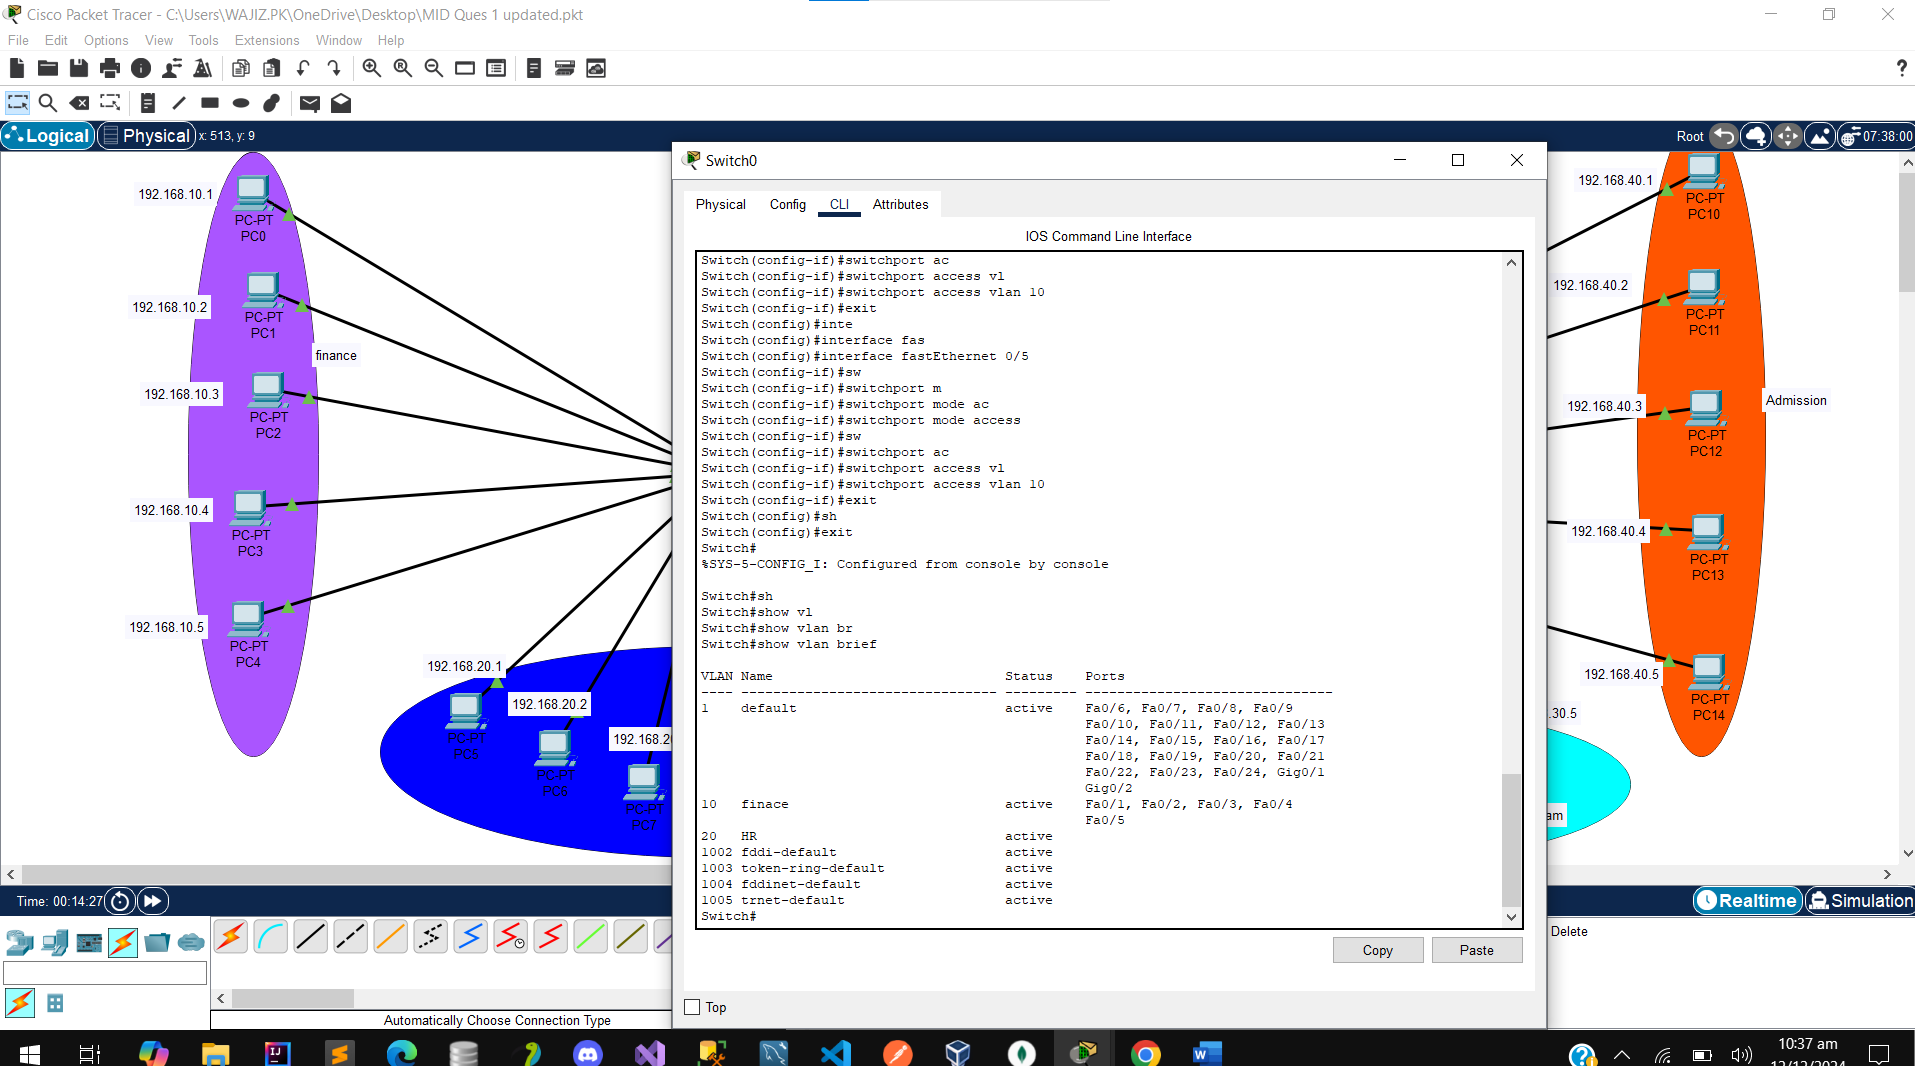 Cisco Packet Tracer - C:\Users\WAJIZ.PK\OneDrive\Desktop\MID Ques 1 updated.pkt
File Edit Options View Tools Extensions Window Help
?
Logical Physical x: 513, y: 9
Root 07:38:00
192.168.10.1
PC-PT
PC0
192.168.10.2
PC-PT
PC1
finance
192.168.10.3
PC-PT
PC2
192.168.10.4
PC-PT
PC3
192.168.10.5
PC-PT
PC4
192.168.20.1
PC-PT
PC5
192.168.20.2
PC-PT
PC6
192.168.20
PC-PT
PC7
Switch0
Physical Config CLI Attributes
IOS Command Line Interface
Switch(config-if)#switchport ac
Switch(config-if)#switchport access vl
Switch(config-if)#switchport access vlan 10
Switch(config-if)#exit
Switch(config)#inte
Switch(config)#interface fas
Switch(config)#interface fastEthernet 0/5
Switch(config-if)#sw
Switch(config-if)#switchport m
Switch(config-if)#switchport mode ac
Switch(config-if)#switchport mode access
Switch(config-if)#sw
Switch(config-if)#switchport ac
Switch(config-if)#switchport access vl
Switch(config-if)#switchport access vlan 10
Switch(config-if)#exit
Switch(config)#sh
Switch(config)#exit
Switch#
%SYS-5-CONFIG_I: Configured from console by console
Switch#sh
Switch#show vl
Switch#show vlan br
Switch#show vlan brief
VLAN Name Status Ports
---- -------------------------------- --------- -------------------------------
1 default active Fa0/6, Fa0/7, Fa0/8, Fa0/9
Fa0/10, Fa0/11, Fa0/12, Fa0/13
Fa0/14, Fa0/15, Fa0/16, Fa0/17
Fa0/18, Fa0/19, Fa0/20, Fa0/21
Fa0/22, Fa0/23, Fa0/24, Gig0/1
Gig0/2
10 finace active Fa0/1, Fa0/2, Fa0/3, Fa0/4
Fa0/5
20 HR active
1002 fddi-default active
1003 token-ring-default active
1004 fddinet-default active
1005 trnet-default active
Switch#
Copy Paste
Top
192.168.40.1
PC-PT
PC10
192.168.40.2
PC-PT
PC11
192.168.40.3
PC-PT
PC12
Admission
192.168.40.4
PC-PT
PC13
192.168.40.5
PC-PT
PC14
.30.5
am
Time: 00:14:27
Realtime Simulation
Delete
Automatically Choose Connection Type
10:37 am